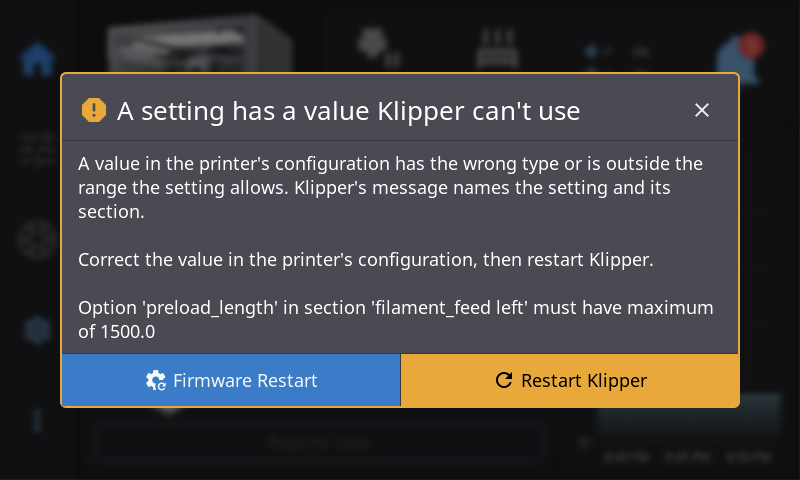 A setting has a value Klipper can't use
A value in the printer's configuration has the wrong type or is outside the
range the setting allows. Klipper's message names the setting and its
section.
Correct the value in the printer's configuration, then restart Klipper.
Option 'preload_length' in section 'filament_feed left' must have maximum
of 1500.0
Firmware Restart
Restart Klipper